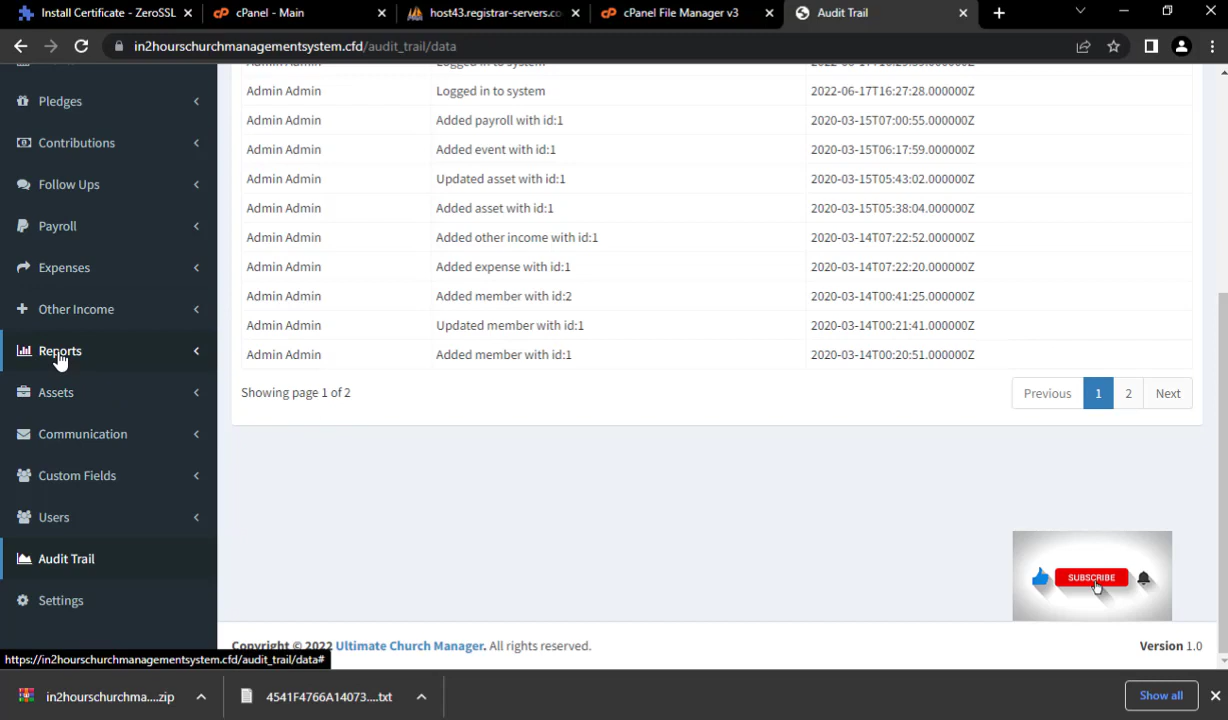 Install Certificate - ZeroSSL
cPanel - Main
host43.registrar-servers.co
cPanel File Manager v3
Audit Trail
in2hourschurchmanagementsystem.cfd/audit_trail/data
Pledges
Contributions
Follow Ups
Payroll
Expenses
Other Income
Reports
Assets
Communication
Custom Fields
Users
Audit Trail
Settings
Admin Admin Logged in to system
Admin Admin Logged in to system 2022-06-17T16:27:28.000000Z
Admin Admin Added payroll with id:1 2020-03-15T07:00:55.000000Z
Admin Admin Added event with id:1 2020-03-15T06:17:59.000000Z
Admin Admin Updated asset with id:1 2020-03-15T05:43:02.000000Z
Admin Admin Added asset with id:1 2020-03-15T05:38:04.000000Z
Admin Admin Added other income with id:1 2020-03-14T07:22:52.000000Z
Admin Admin Added expense with id:1 2020-03-14T07:22:20.000000Z
Admin Admin Added member with id:2 2020-03-14T00:41:25.000000Z
Admin Admin Updated member with id:1 2020-03-14T00:21:41.000000Z
Admin Admin Added member with id:1 2020-03-14T00:20:51.000000Z
Showing page 1 of 2
Previous 1 2 Next
SUBSCRIBE
Copyright © 2022 Ultimate Church Manager. All rights reserved.
Version 1.0
https://in2hourschurchmanagementsystem.cfd/audit_trail/data#
in2hourschurchma....zip
4541F4766A14073....txt
Show all